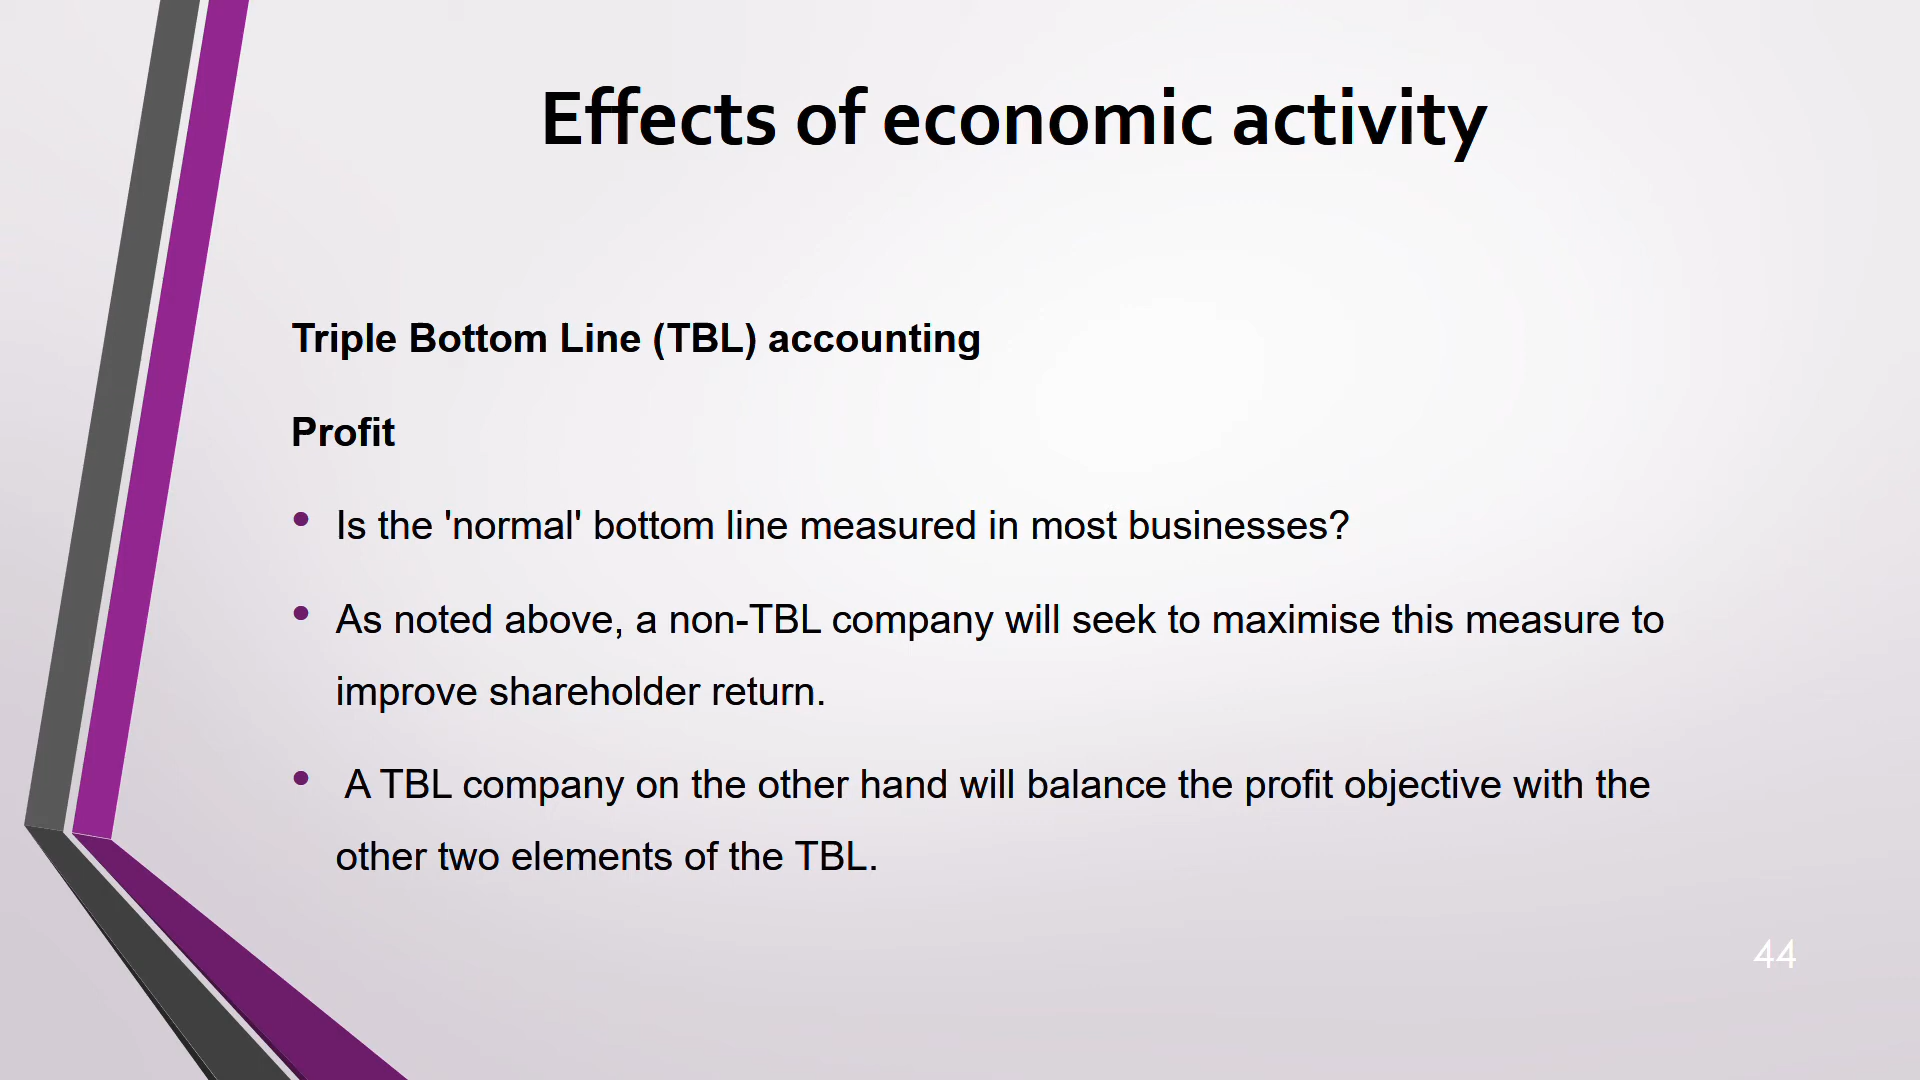 Effects of economic activity
Triple Bottom Line (TBL) accounting
Profit
• Is the 'normal' bottom line measured in most businesses?
• As noted above, a non-TBL company will seek to maximise this measure to
improve shareholder return.
• A TBL company on the other hand will balance the profit objective with the
other two elements of the TBL.
44